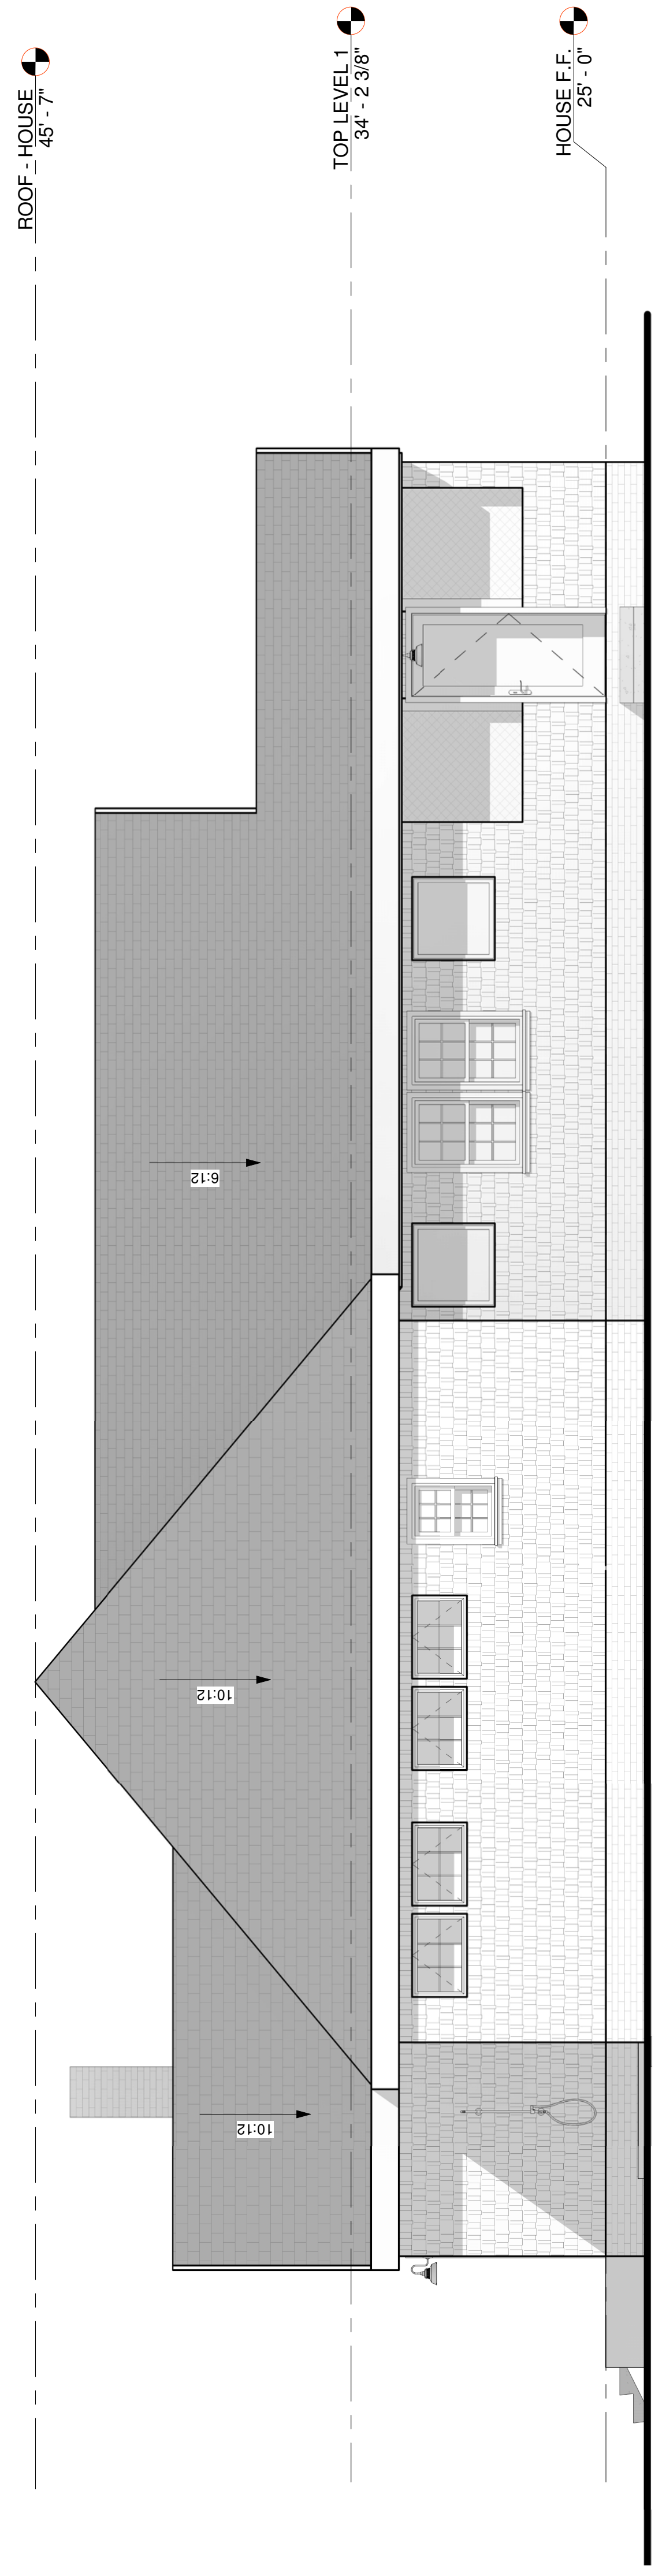 ROOF - HOUSE
45' - 7"
TOP LEVEL 1
34' - 2 3/8"
HOUSE F.F.
25' - 0"
6:12
10:12
10:12